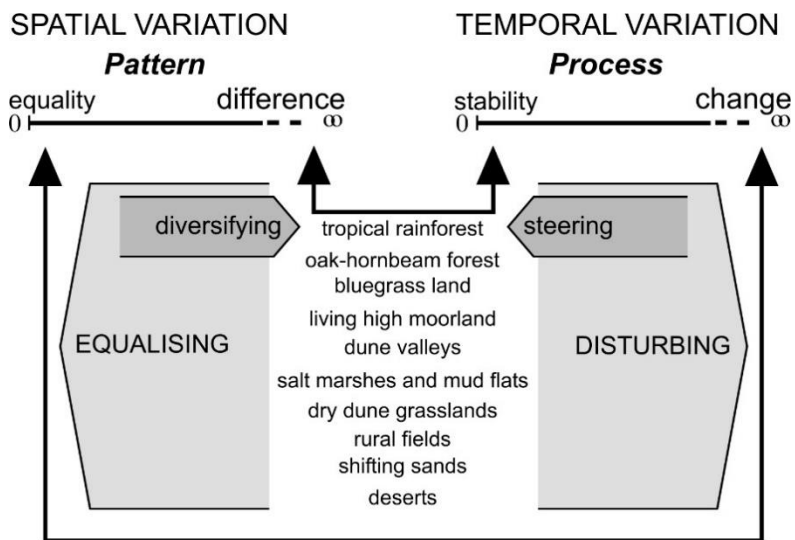 SPATIAL VARIATION
Pattern
equality difference
0 ∞
TEMPORAL VARIATION
Process
stability change
0 ∞
diversifying
steering
EQUALISING
DISTURBING
tropical rainforest
oak-hornbeam forest
bluegrass land
living high moorland
dune valleys
salt marshes and mud flats
dry dune grasslands
rural fields
shifting sands
deserts